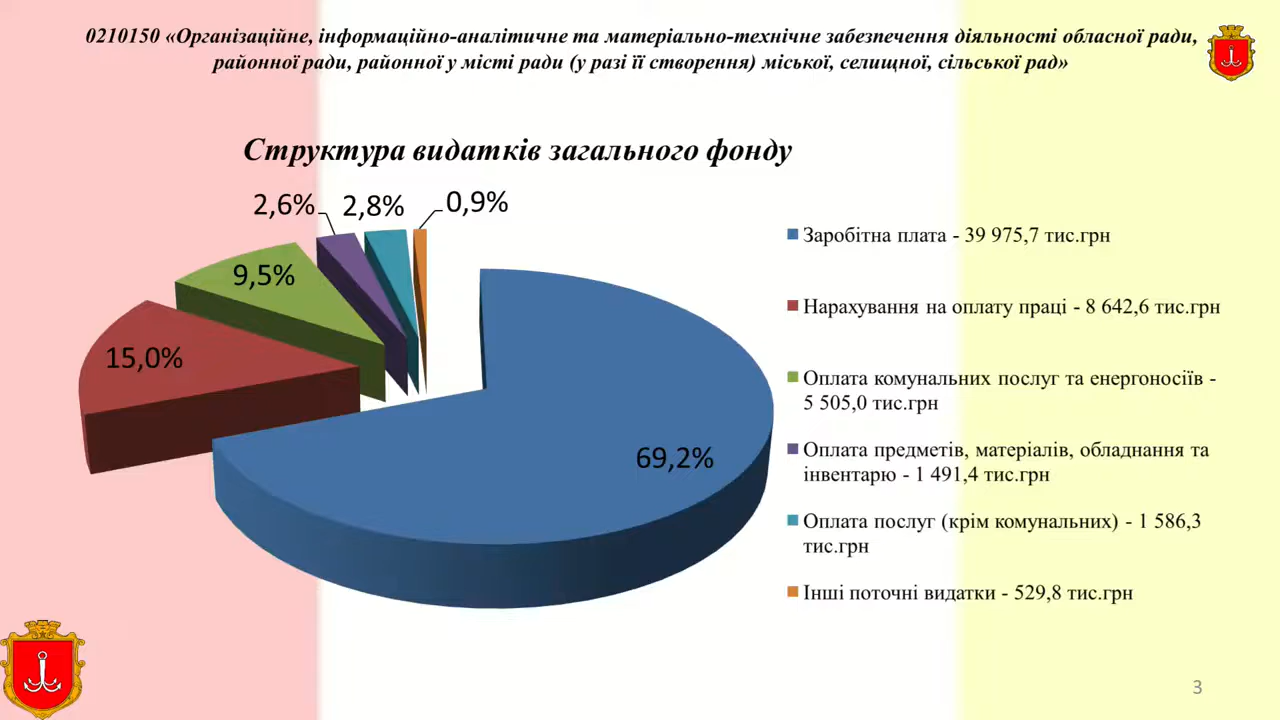 0210150 «Організаційне, інформаційно-аналітичне та матеріально-технічне забезпечення діяльності обласної ради,
районної ради, районної у місті ради (у разі її створення) міської, селищної, сільської рад»
Структура видатків загального фонду
2,6%
2,8%
0,9%
9,5%
15,0%
69,2%
Заробітна плата - 39 975,7 тис.грн
Нарахування на оплату праці - 8 642,6 тис.грн
Оплата комунальних послуг та енергоносіїв -
5 505,0 тис.грн
Оплата предметів, матеріалів, обладнання та
інвентарю - 1 491,4 тис.грн
Оплата послуг (крім комунальних) - 1 586,3
тис.грн
Інші поточні видатки - 529,8 тис.грн
3